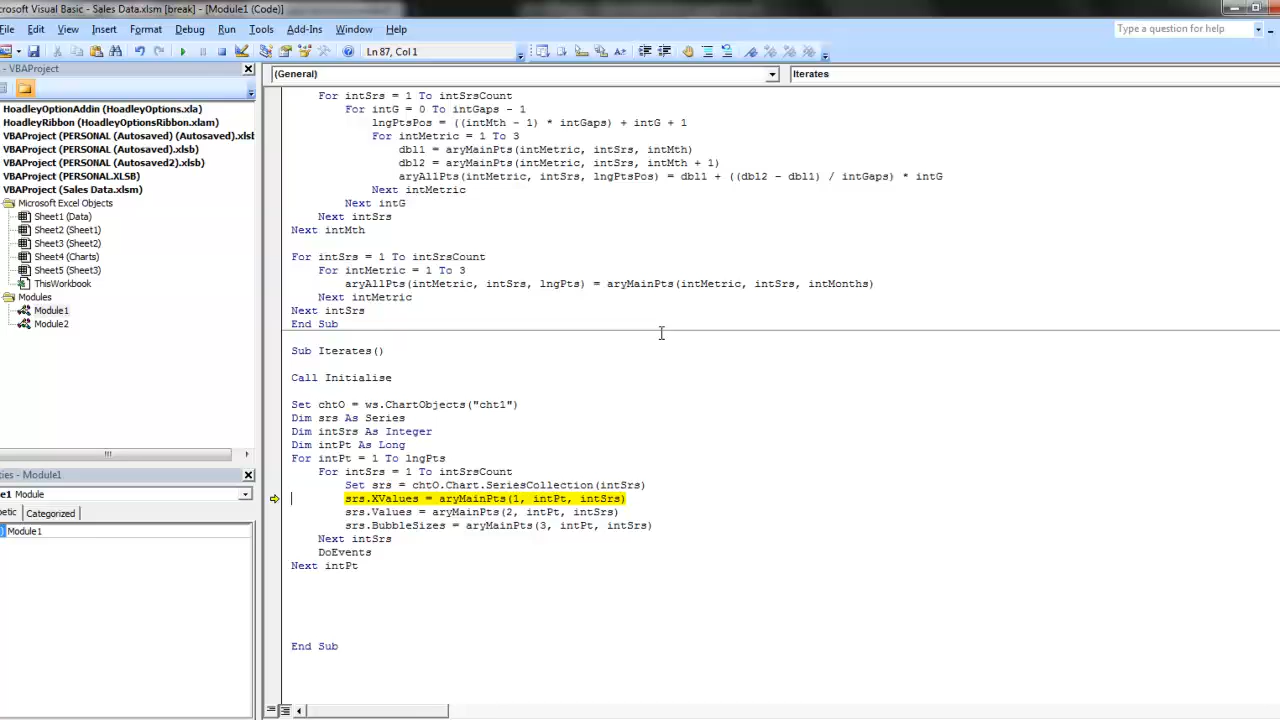 crosoft Visual Basic - Sales Data.xlsm [break] - [Module1 (Code)]
File Edit View Insert Format Debug Run Tools Add-Ins Window Help
Type a question for help
Ln 87, Col 1
- VBAProject
(General)
Iterates
HoadleyOptionAddin (HoadleyOptions.xla)
HoadleyRibbon (HoadleyOptionsRibbon.xlam)
VBAProject (PERSONAL (Autosaved) (Autosaved).xlsb
VBAProject (PERSONAL (Autosaved).xlsb)
VBAProject (PERSONAL (Autosaved2).xlsb)
VBAProject (PERSONAL.XLSB)
VBAProject (Sales Data.xlsm)
Microsoft Excel Objects
Sheet1 (Data)
Sheet2 (Sheet1)
Sheet3 (Sheet2)
Sheet4 (Charts)
Sheet5 (Sheet3)
ThisWorkbook
Modules
Module1
Module2
ties - Module1
e1 Module
betic Categorized
) Module1
For intSrs = 1 To intSrsCount
For intG = 0 To intGaps - 1
lngPtsPos = ((intMth - 1) * intGaps) + intG + 1
For intMetric = 1 To 3
dbl1 = aryMainPts(intMetric, intSrs, intMth)
dbl2 = aryMainPts(intMetric, intSrs, intMth + 1)
aryAllPts(intMetric, intSrs, lngPtsPos) = dbl1 + ((dbl2 - dbl1) / intGaps) * intG
Next intMetric
Next intG
Next intSrs
Next intMth
For intSrs = 1 To intSrsCount
For intMetric = 1 To 3
aryAllPts(intMetric, intSrs, lngPts) = aryMainPts(intMetric, intSrs, intMonths)
Next intMetric
Next intSrs
End Sub
Sub Iterates()
Call Initialise
Set chtO = ws.ChartObjects("cht1")
Dim srs As Series
Dim intSrs As Integer
Dim intPt As Long
For intPt = 1 To lngPts
For intSrs = 1 To intSrsCount
Set srs = chtO.Chart.SeriesCollection(intSrs)
srs.XValues = aryMainPts(1, intPt, intSrs)
srs.Values = aryMainPts(2, intPt, intSrs)
srs.BubbleSizes = aryMainPts(3, intPt, intSrs)
Next intSrs
DoEvents
Next intPt
End Sub